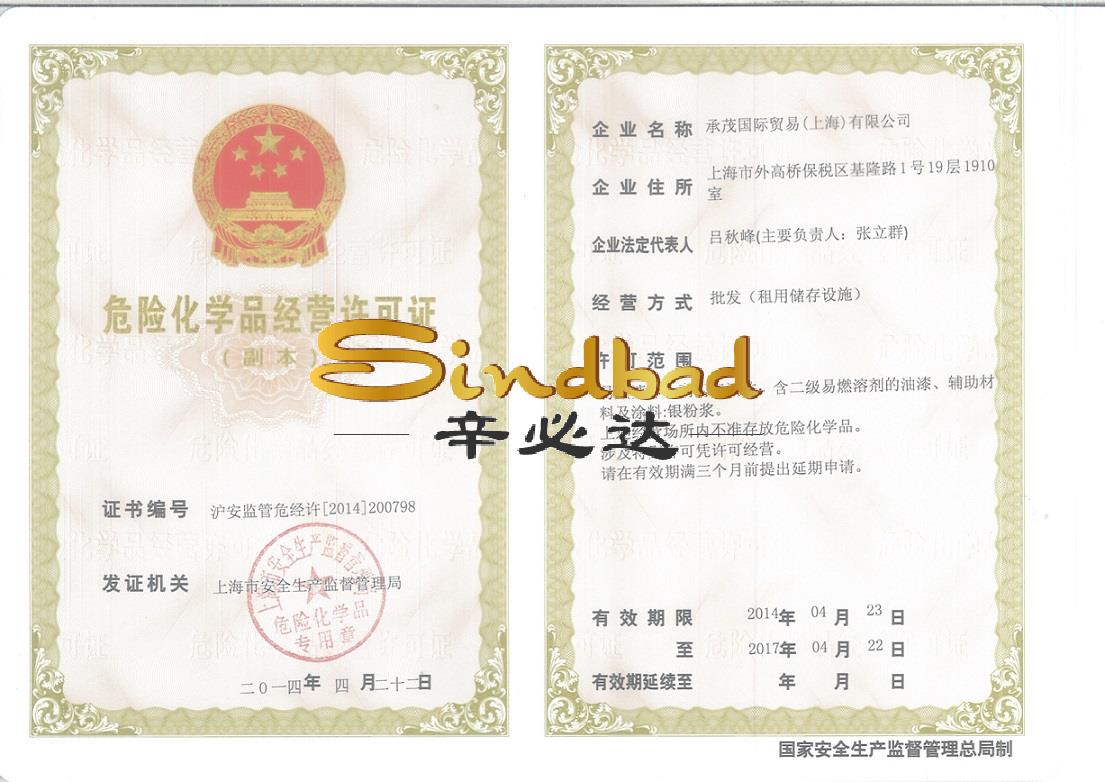 危险化学品经营许可证
（副本）
证书编号 沪安监管危经许[2014]200798
发证机关 上海市安全生产监督管理局
上海市安全生产监督管理局
危险化学品
专用章
二○一四年 四 月二十二日
企业名称 承茂国际贸易(上海)有限公司
企业住所 上海市外高桥保税区基隆路1号19层1910
室
企业法定代表人 吕秋峰(主要负责人：张立群)
经营方式 批发（租用储存设施）
许可范围
含二级易燃溶剂的油漆、辅助材
料及涂料:银粉浆。
场所内不准存放危险化学品。
涉及 可凭许可经营。
请在有效期满三个月前提出延期申请。
有效期限 2014年 04 月 23 日
至 2017年 04 月 22 日
有效期延续至 年 月 日
国家安全生产监督管理总局制
Sindbad
辛必达